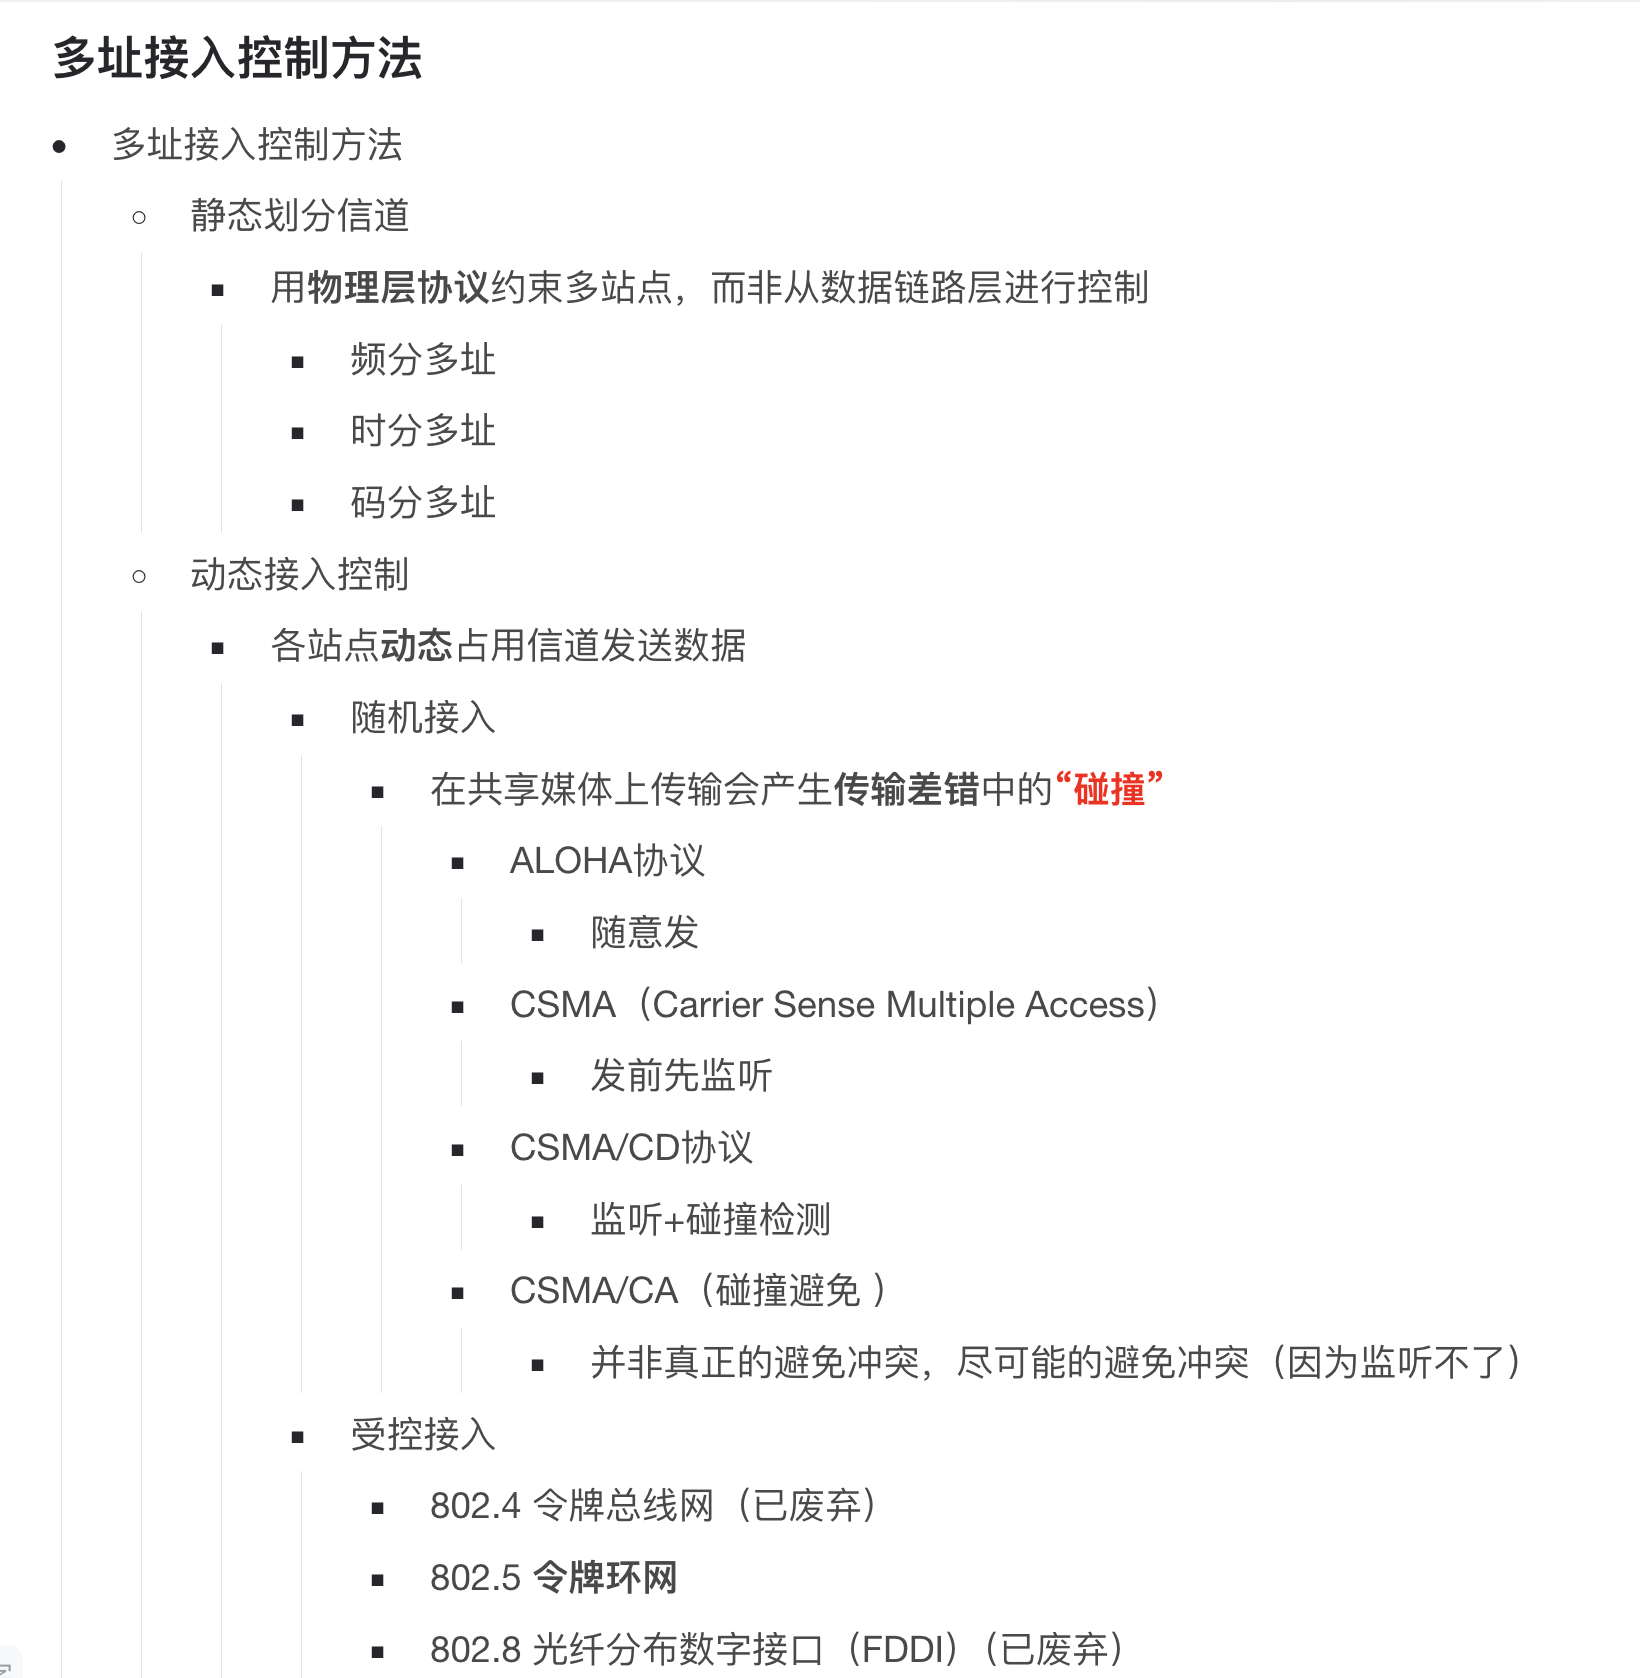 多址接入控制方法
多址接入控制方法
静态划分信道
用物理层协议约束多站点，而非从数据链路层进行控制
频分多址
时分多址
码分多址
动态接入控制
各站点动态占用信道发送数据
随机接入
在共享媒体上传输会产生传输差错中的“碰撞”
ALOHA协议
随意发
CSMA（Carrier Sense Multiple Access）
发前先监听
CSMA/CD协议
监听+碰撞检测
CSMA/CA（碰撞避免 ）
并非真正的避免冲突，尽可能的避免冲突（因为监听不了）
受控接入
802.4 令牌总线网（已废弃）
802.5 令牌环网
802.8 光纤分布数字接口（FDDI）（已废弃）